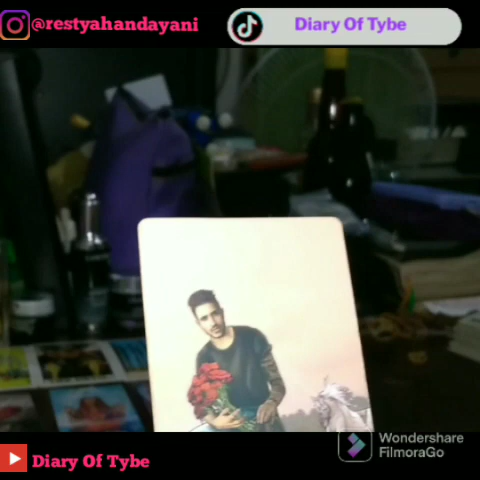 @restyahandayani
Diary Of Tybe
Wondershare
FilmoraGo
Diary Of Tybe